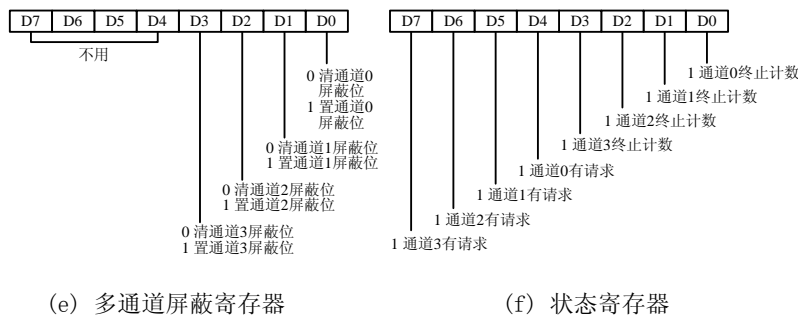 D7 D6 D5 D4 D3 D2 D1 D0
不用
0 清通道0
屏蔽位
1 置通道0
屏蔽位
0 清通道1屏蔽位
1 置通道1屏蔽位
0 清通道2屏蔽位
1 置通道2屏蔽位
0 清通道3屏蔽位
1 置通道3屏蔽位
(e) 多通道屏蔽寄存器
D7 D6 D5 D4 D3 D2 D1 D0
1 通道0终止计数
1 通道1终止计数
1 通道2终止计数
1 通道3终止计数
1 通道0有请求
1 通道1有请求
1 通道2有请求
1 通道3有请求
(f) 状态寄存器